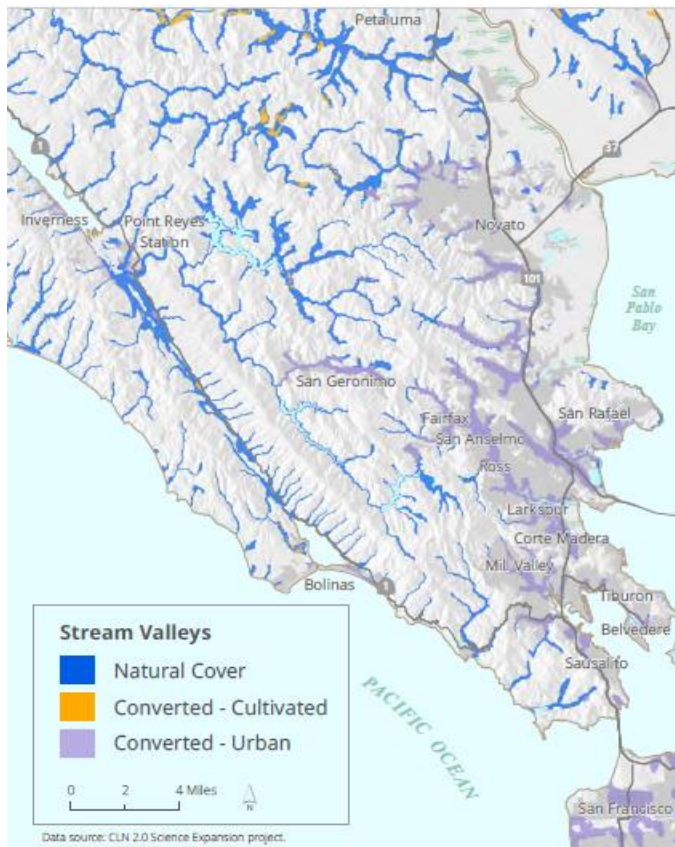 Petaluma
37
1
Inverness
Point Reyes
Station
Novato
101
San
Pablo
Bay
San Geronimo
San Rafael
Fairfax
San Anselmo
Ross
Larkspur
Corte Madera
Mill Valley
Bolinas
1
Tiburon
Belvedere
Sausalito
Stream Valleys
Natural Cover
Converted - Cultivated
Converted - Urban
PACIFIC OCEAN
0 2 4 Miles
N
San Francisco
Data source: CLN 2.0 Science Expansion project.